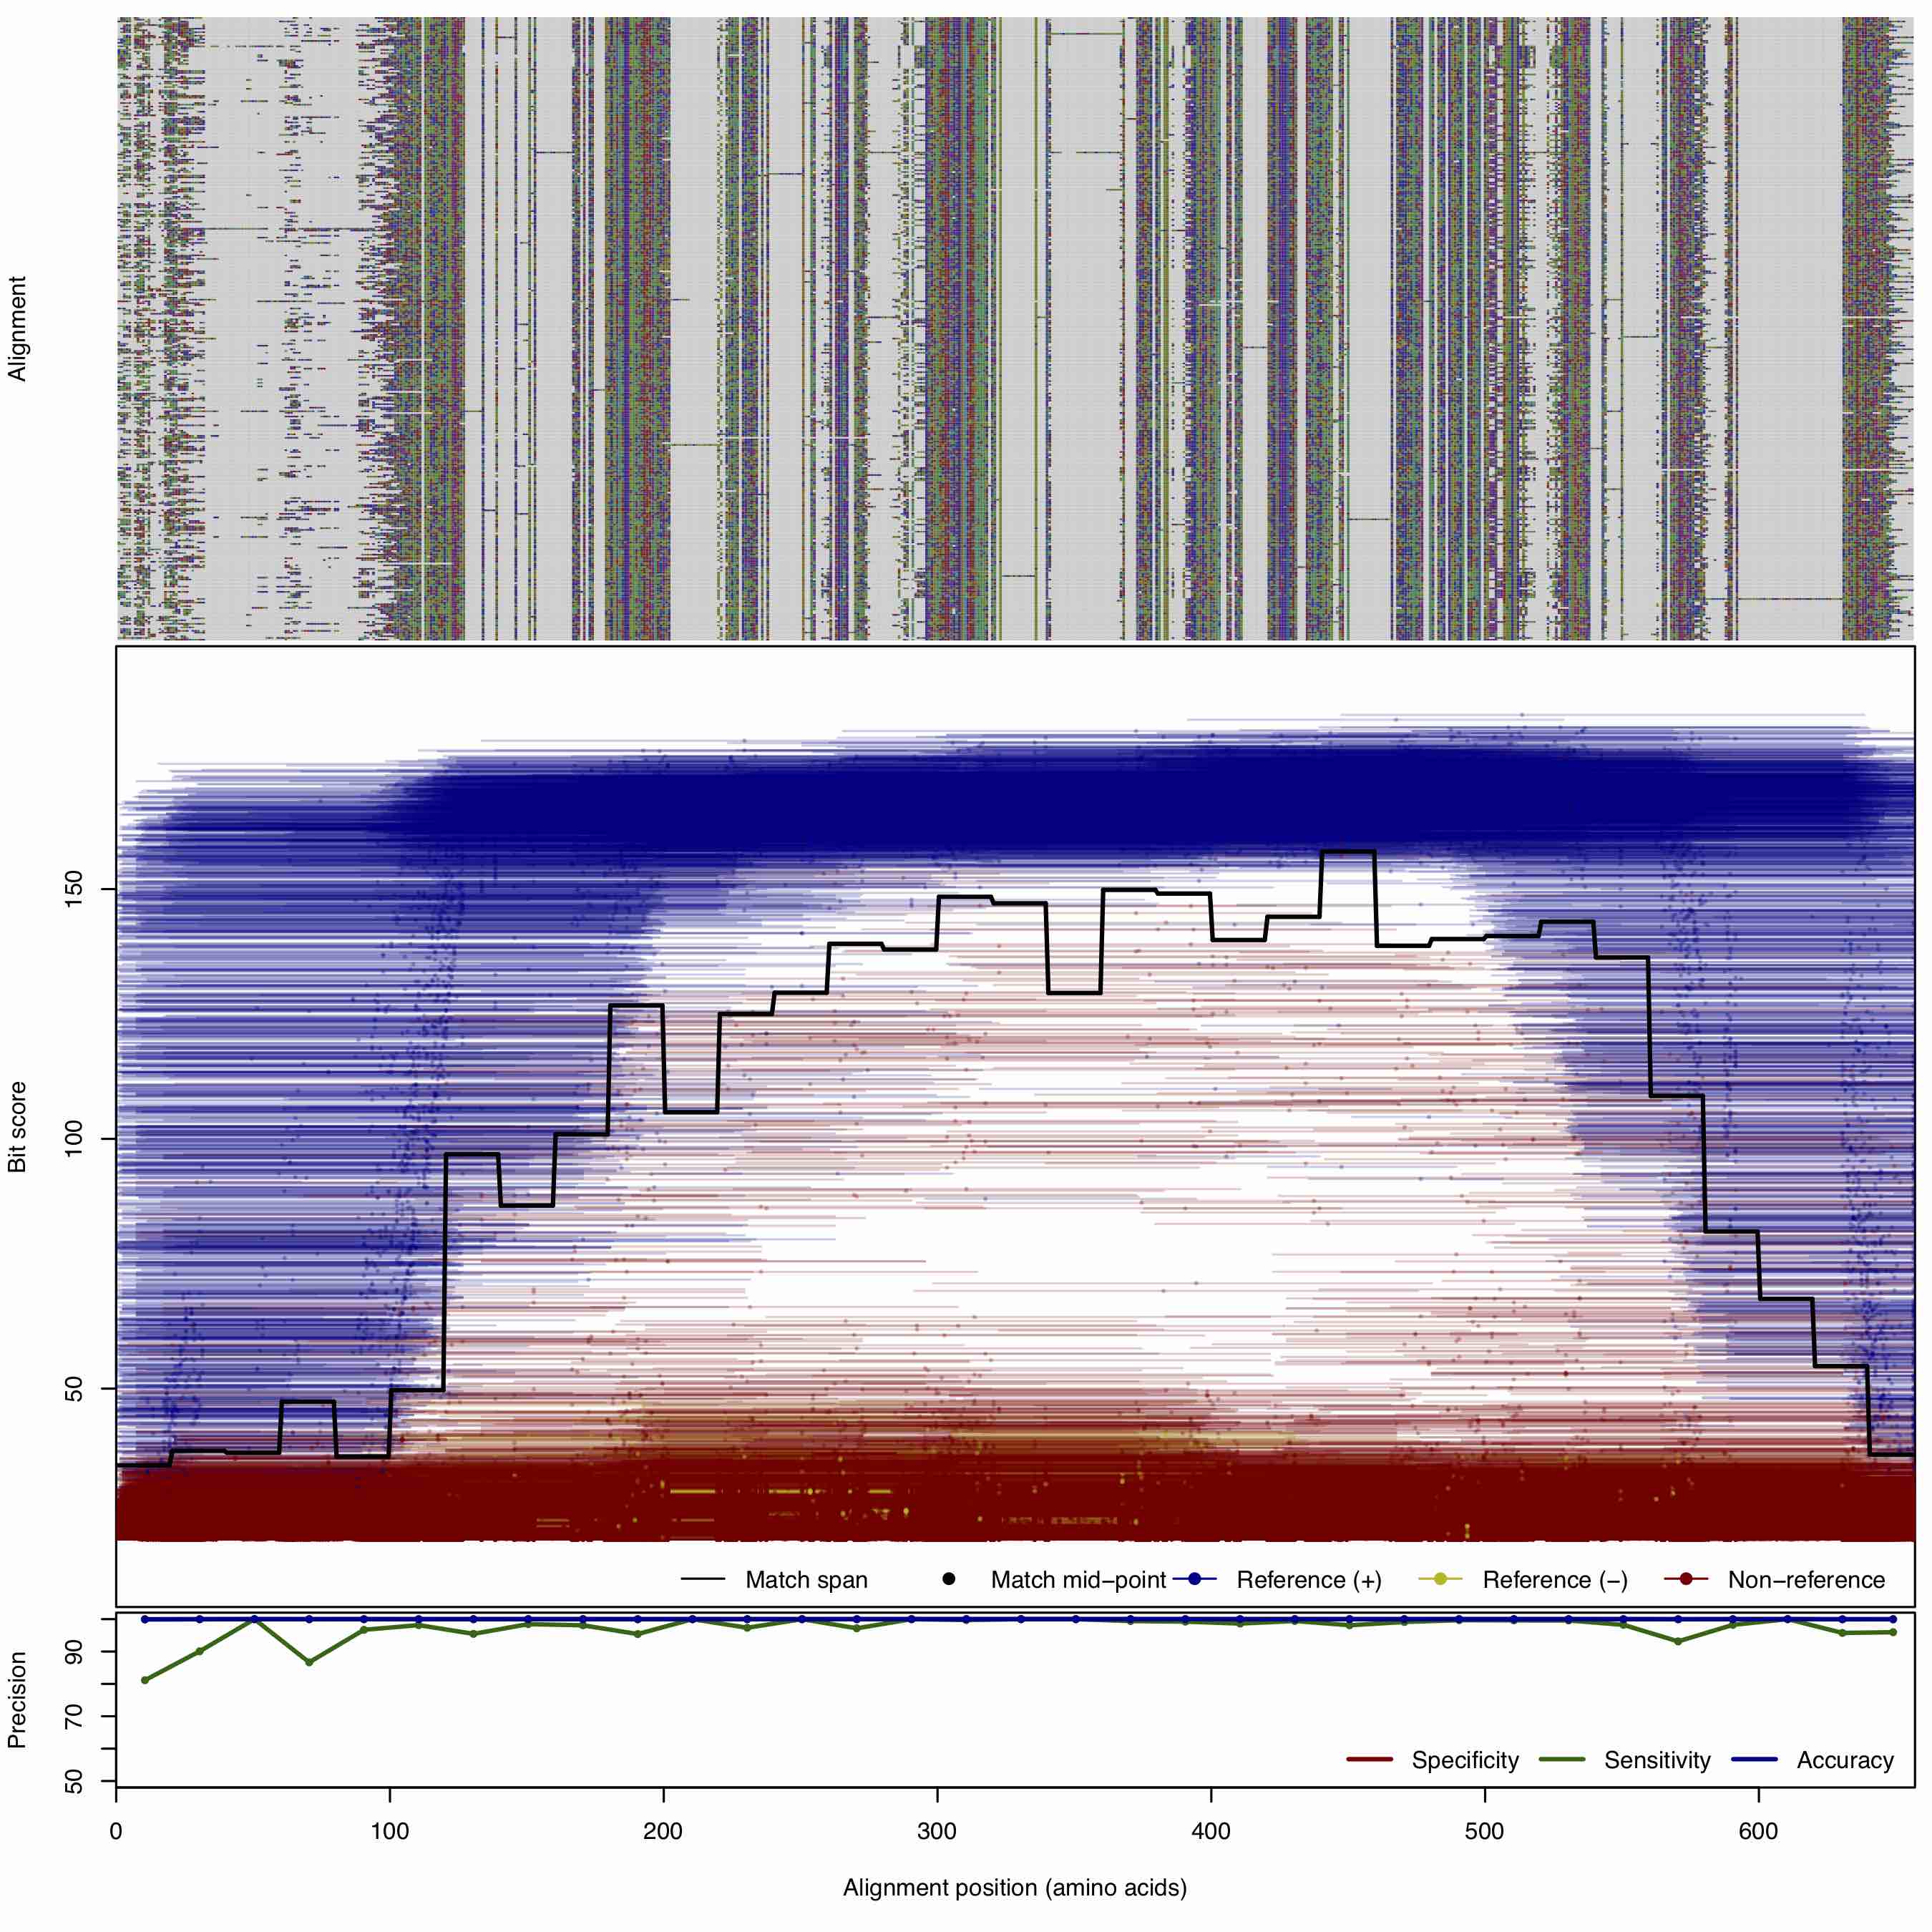 Alignment
Bit score
150
100
50
Match span
Match mid−point
Reference (+)
Reference (−)
Non−reference
Precision
90
70
50
Specificity
Sensitivity
Accuracy
0
100
200
300
400
500
600
Alignment position (amino acids)